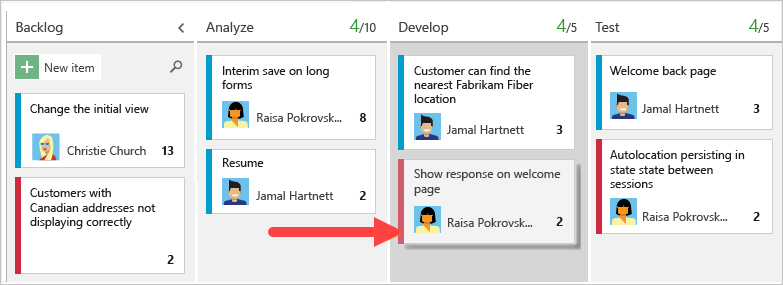 Backlog
New item
Change the initial view
Christie Church 13
Customers with
Canadian addresses not
displaying correctly
2
Analyze 4/10
Interim save on long
forms
Raisa Pokrovsk... 8
Resume
Jamal Hartnett 2
Develop 4/5
Customer can find the
nearest Fabrikam Fiber
location
Jamal Hartnett 3
Show response on welcome
page
Raisa Pokrovsk... 2
Test 4/5
Welcome back page
Jamal Hartnett 3
Autolocation persisting in
state state between
sessions
Raisa Pokrovsk... 2